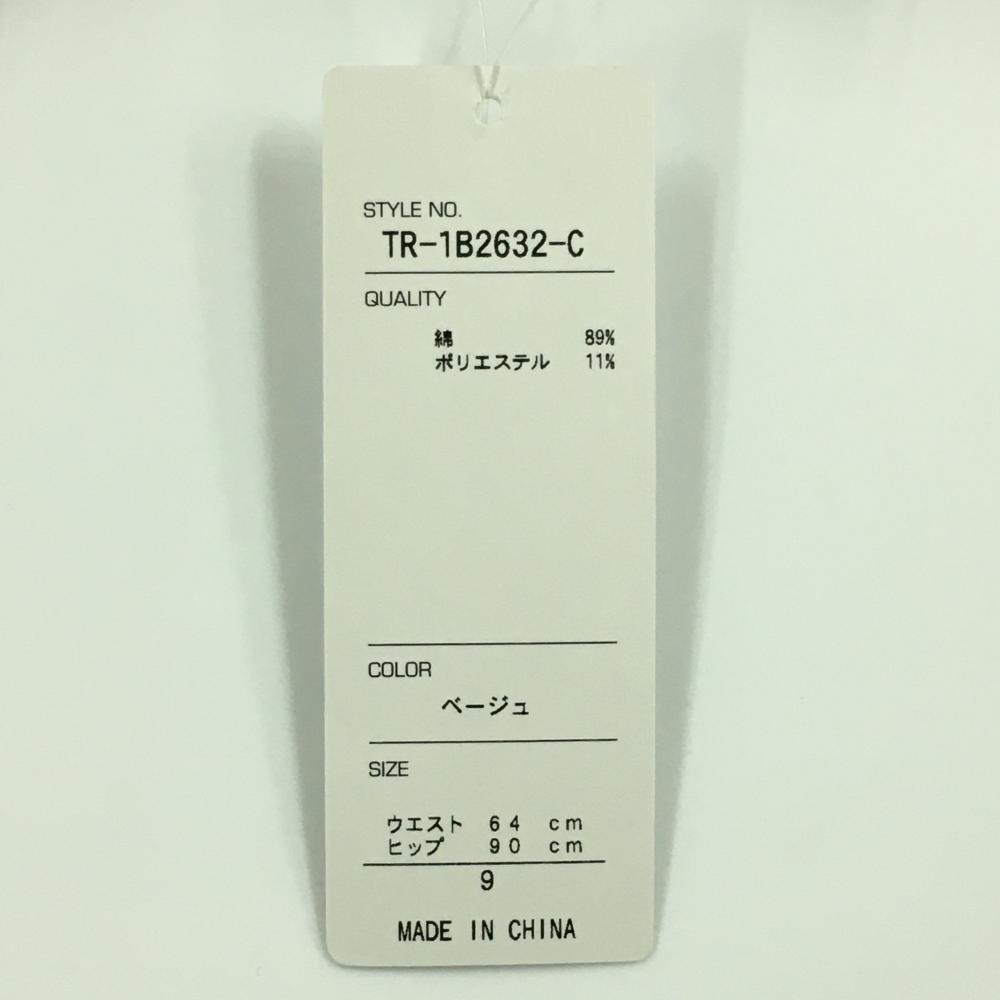 STYLE NO.
TR-1B2632-C
QUALITY
綿 89%
ポリエステル 11%
COLOR
ベージュ
SIZE
ウエスト 64 cm
ヒップ 90 cm
9
MADE IN CHINA